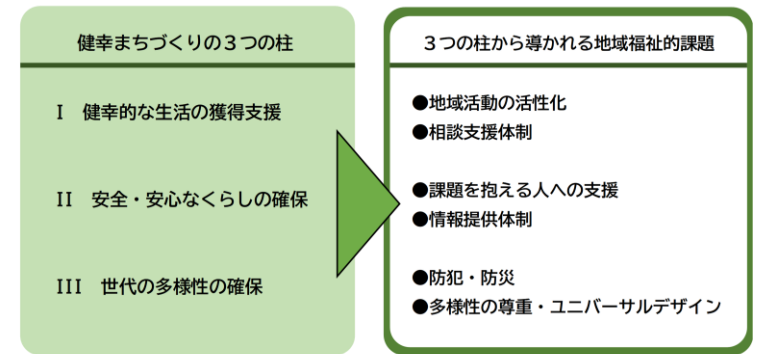 健幸まちづくりの３つの柱
Ⅰ　健幸的な生活の獲得支援
Ⅱ　安全・安心なくらしの確保
Ⅲ　世代の多様性の確保
３つの柱から導かれる地域福祉的課題
●地域活動の活性化
●相談支援体制
●課題を抱える人への支援
●情報提供体制
●防犯・防災
●多様性の尊重・ユニバーサルデザイン